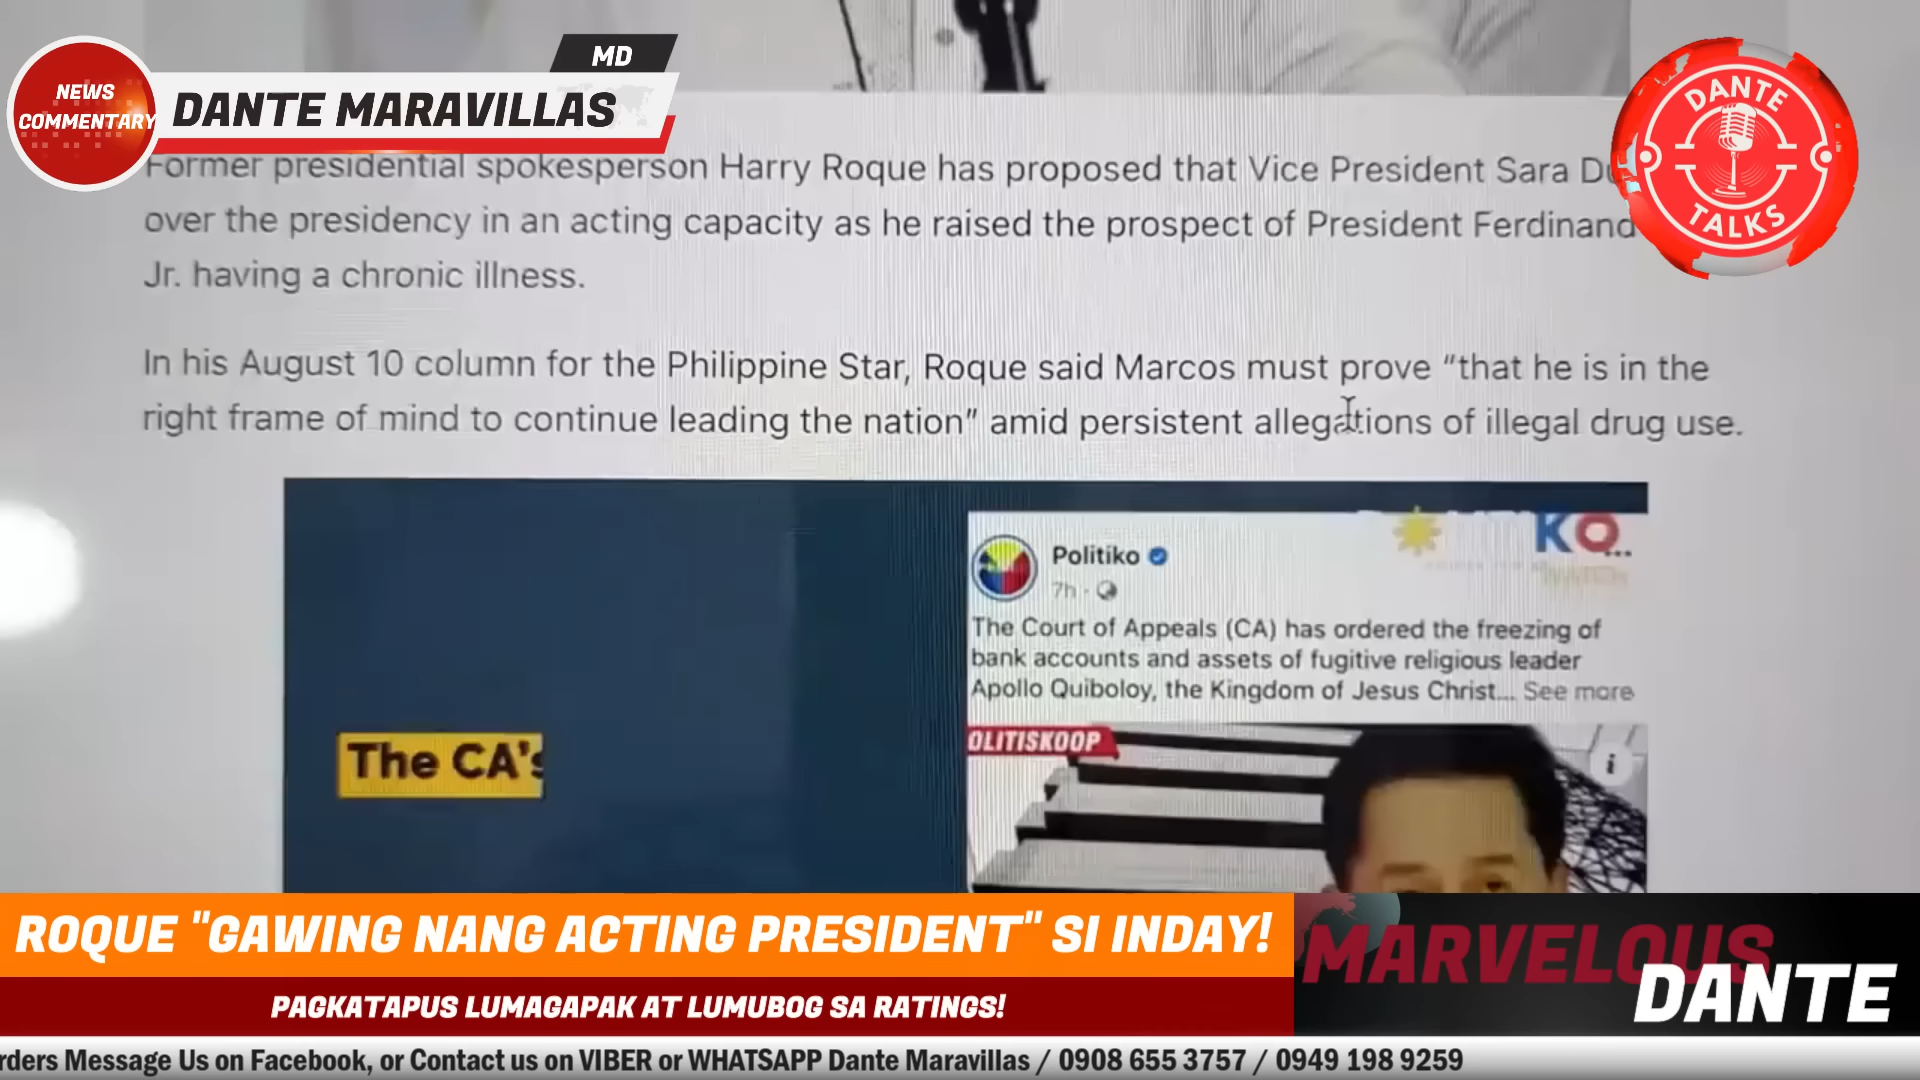 MD
NEWS
COMMENTARY
DANTE MARAVILLAS
DANTE
TALKS
Former presidential spokesperson Harry Roque has proposed that Vice President Sara
over the presidency in an acting capacity as he raised the prospect of President Ferdinand
Jr. having a chronic illness.
In his August 10 column for the Philippine Star, Roque said Marcos must prove "that he is in the
right frame of mind to continue leading the nation" amid persistent allegations of illegal drug use.
Politiko
7h
The Court of Appeals (CA) has ordered the freezing of
bank accounts and assets of fugitive religious leader
Apollo Quiboloy, the Kingdom of Jesus Christ... See more
OLITISKOOP
The CA's
ROQUE "GAWING NANG ACTING PRESIDENT" SI INDAY!
PAGKATAPUS LUMAGAPAK AT LUMUBOG SA RATINGS!
MARVELOUS
DANTE
rders Message Us on Facebook, or Contact us on VIBER or WHATSAPP Dante Maravillas / 0908 655 3757 / 0949 198 9259